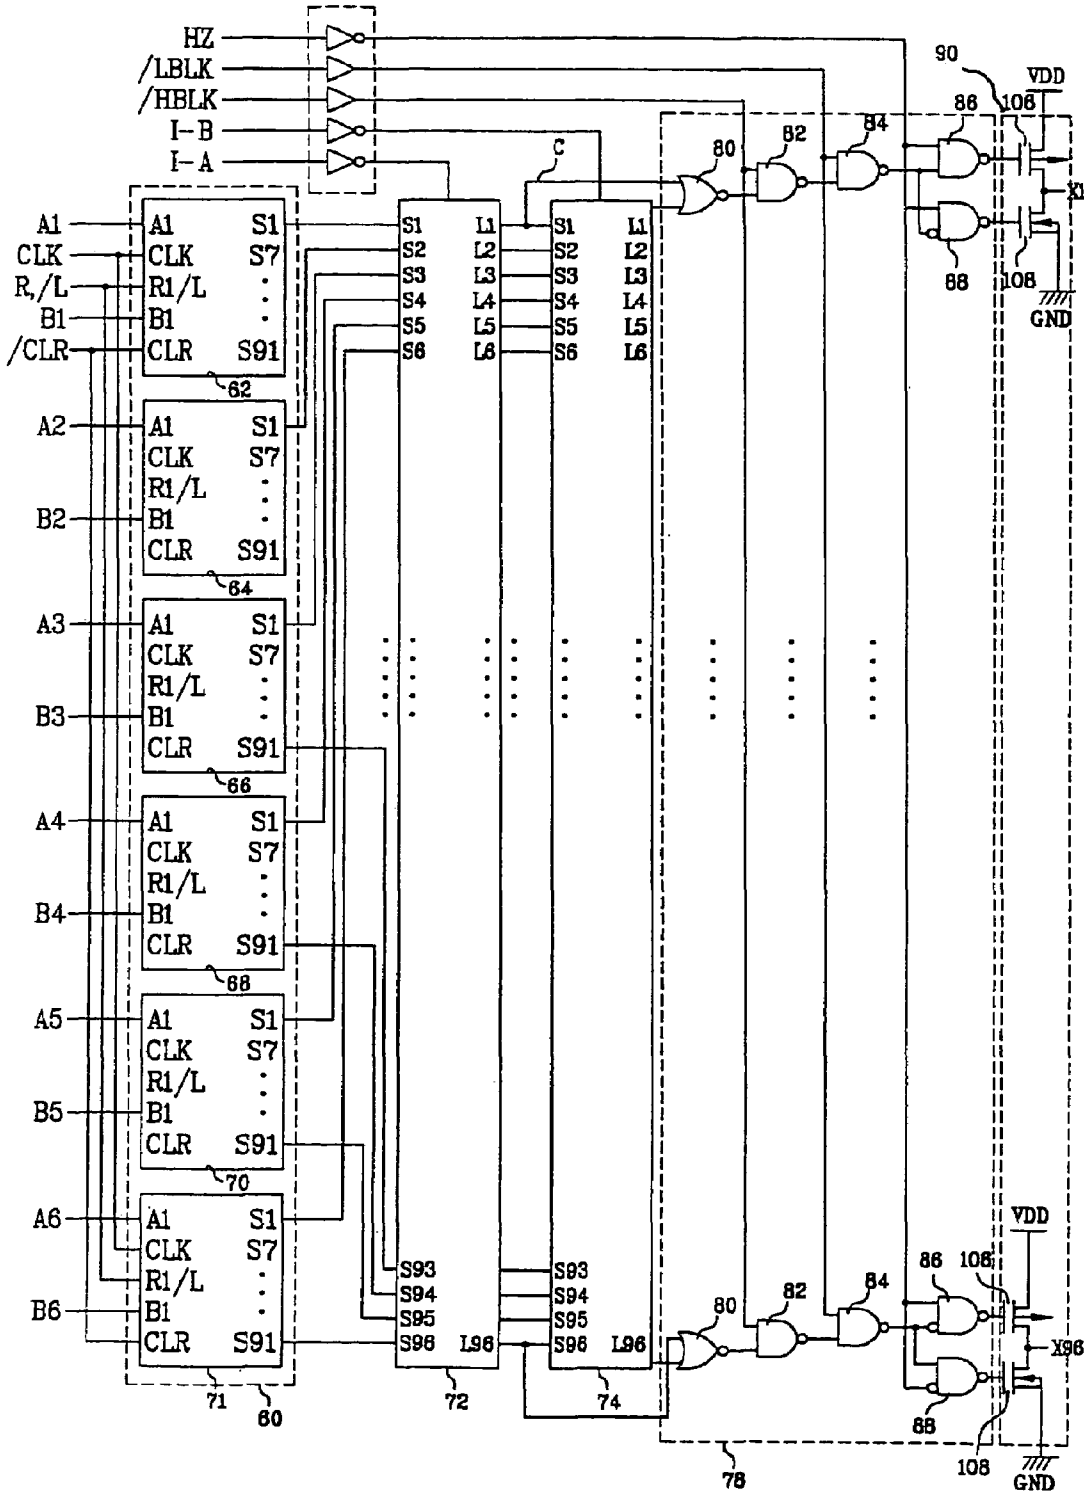 HZ
/LBLK
/HBLK
I-B
I-A
90
VDD
86
106
84
82
80
C
X1
88
108
GND
A1
CLK
R,/L
B1
/CLR
A1 S1
CLK S7
R1/L
B1
CLR S91
62
S1 L1
S2 L2
S3 L3
S4 L4
S5 L5
S6 L6
S1 L1
S2 L2
S3 L3
S4 L4
S5 L5
S6 L6
A2
B2
A1 S1
CLK S7
R1/L
B1
CLR S91
64
A3
B3
A1 S1
CLK S7
R1/L
B1
CLR S91
66
A4
B4
A1 S1
CLK S7
R1/L
B1
CLR S91
68
A5
B5
A1 S1
CLK S7
R1/L
B1
CLR S91
70
A6
B6
A1 S1
CLK S7
R1/L
B1
CLR S91
71
60
S93
S94
S95
S96 L96
72
S93
S94
S95
S96 L96
74
80
82
84
86
106
VDD
X96
88
108
GND
78